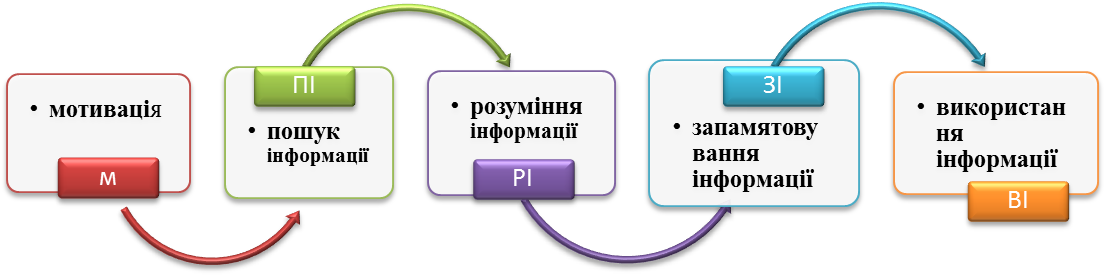 • мотивація
М
ПІ
• пошук
інформації
• розуміння
інформації
РІ
ЗІ
• запамятову
вання
інформації
• використан
ня
інформації
ВІ